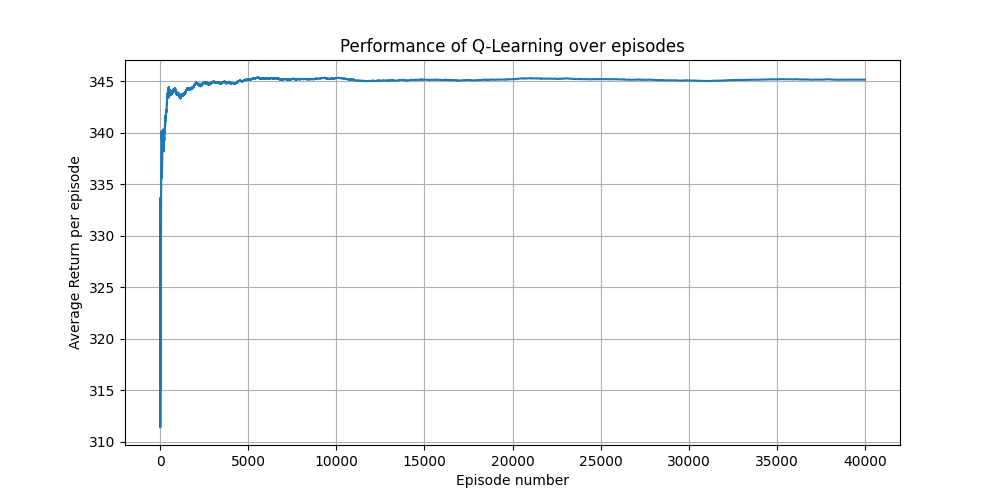 Performance of Q-Learning over episodes
345
340
335
330
325
320
315
310
Average Return per episode
0 5000 10000 15000 20000 25000 30000 35000 40000
Episode number